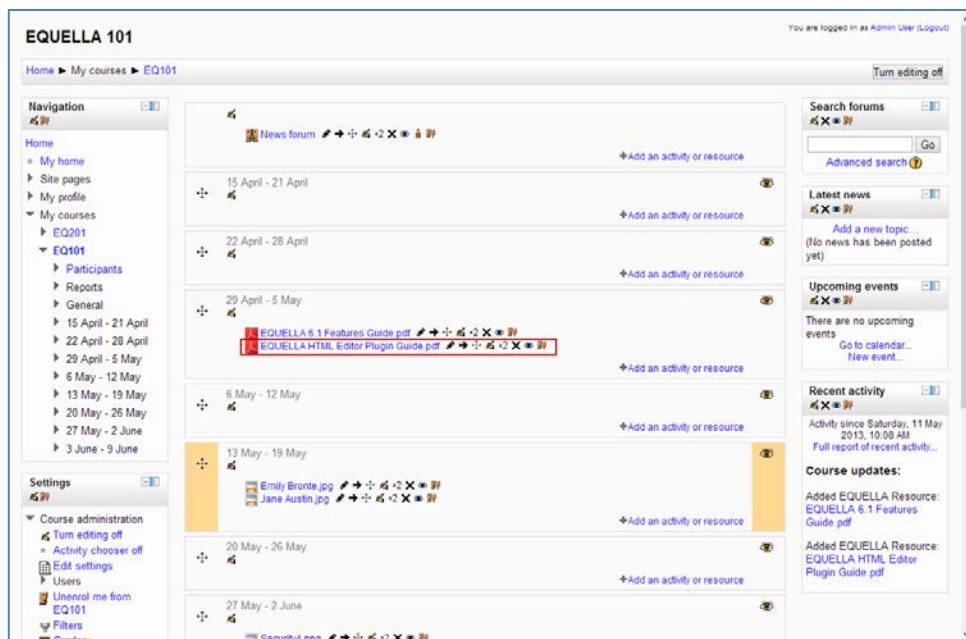 EQUELLA 101
You are logged in as Admin User (Logout)
Home ► My courses ► EQ101
Turn editing off
Navigation
Home
My home
Site pages
My profile
My courses
EQ201
EQ101
Participants
Reports
General
15 April - 21 April
22 April - 28 April
29 April - 5 May
6 May - 12 May
13 May - 19 May
20 May - 26 May
27 May - 2 June
3 June - 9 June
Settings
Course administration
Turn editing off
Activity chooser off
Edit settings
Users
Unenrol me from
EQ101
Filters
News forum
+Add an activity or resource
15 April - 21 April
+Add an activity or resource
22 April - 28 April
+Add an activity or resource
29 April - 5 May
EQUELLA 6.1 Features Guide.pdf
EQUELLA HTML Editor Plugin Guide.pdf
+Add an activity or resource
6 May - 12 May
+Add an activity or resource
13 May - 19 May
Emily Bronte.jpg
Jane Austin.jpg
+Add an activity or resource
20 May - 26 May
+Add an activity or resource
27 May - 2 June
Search forums
Go
Advanced search
Latest news
Add a new topic...
(No news has been posted
yet)
Upcoming events
There are no upcoming
events
Go to calendar...
New event...
Recent activity
Activity since Saturday, 11 May
2013, 10:08 AM
Full report of recent activity...
Course updates:
Added EQUELLA Resource:
EQUELLA 6.1 Features
Guide.pdf
Added EQUELLA Resource:
EQUELLA HTML Editor
Plugin Guide.pdf